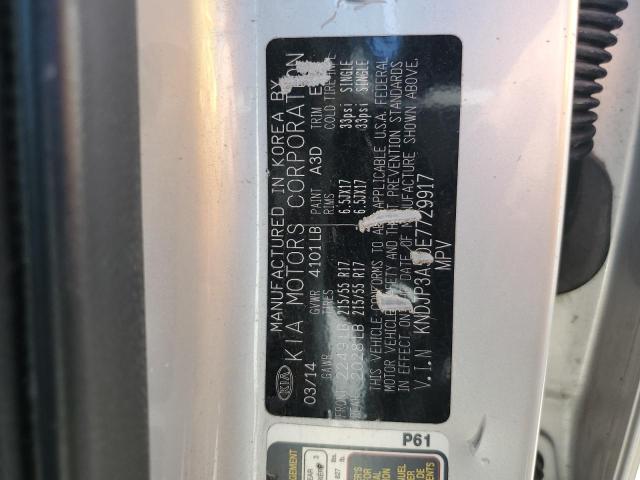 KIA
MANUFACTURED IN KOREA BY
KIA MOTORS CORPORATION
03/14 GVWR 4101LB PAINT A3D TRIM
GAWR TIRES RIMS COLD TIRE
2249LB 215/55 R17 6.5JX17 33psi SINGLE
2028LB 215/55 R17 6.5JX17 33psi SINGLE
THIS VEHICLE CONFORMS TO ALL APPLICABLE U.S.A. FEDERAL
MOTOR VEHICLE SAFETY AND THEFT PREVENTION STANDARDS
IN EFFECT ON DATE OF MANUFACTURE SHOWN ABOVE.
V.I.N
MPV
P61